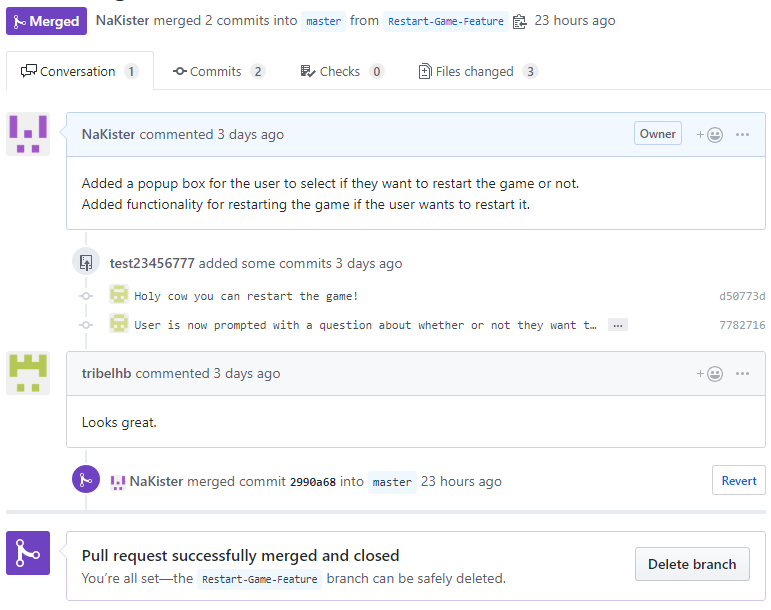 Merged NaKister merged 2 commits into master from Restart-Game-Feature 23 hours ago
Conversation 1 Commits 2 Checks 0 Files changed 3
NaKister commented 3 days ago Owner
Added a popup box for the user to select if they want to restart the game or not.
Added functionality for restarting the game if the user wants to restart it.
test23456777 added some commits 3 days ago
Holy cow you can restart the game! d50773d
User is now prompted with a question about whether or not they want t… … 7782716
tribelhb commented 3 days ago
Looks great.
NaKister merged commit 2990a68 into master 23 hours ago Revert
Pull request successfully merged and closed
You're all set—the Restart-Game-Feature branch can be safely deleted.
Delete branch